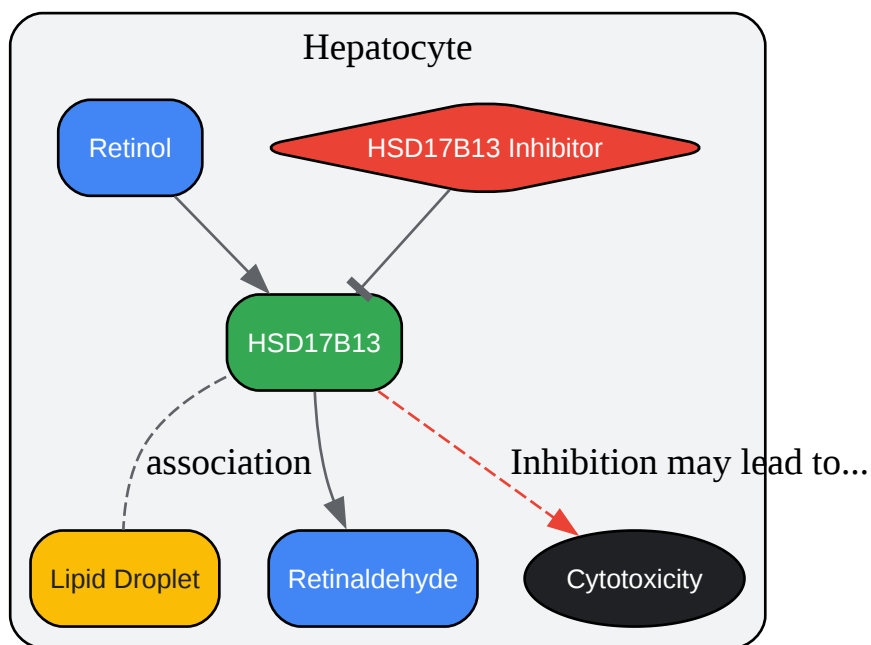 Hepatocyte
Retinol
HSD17B13 Inhibitor
HSD17B13
association
Inhibition may lead to...
Lipid Droplet
Retinaldehyde
Cytotoxicity